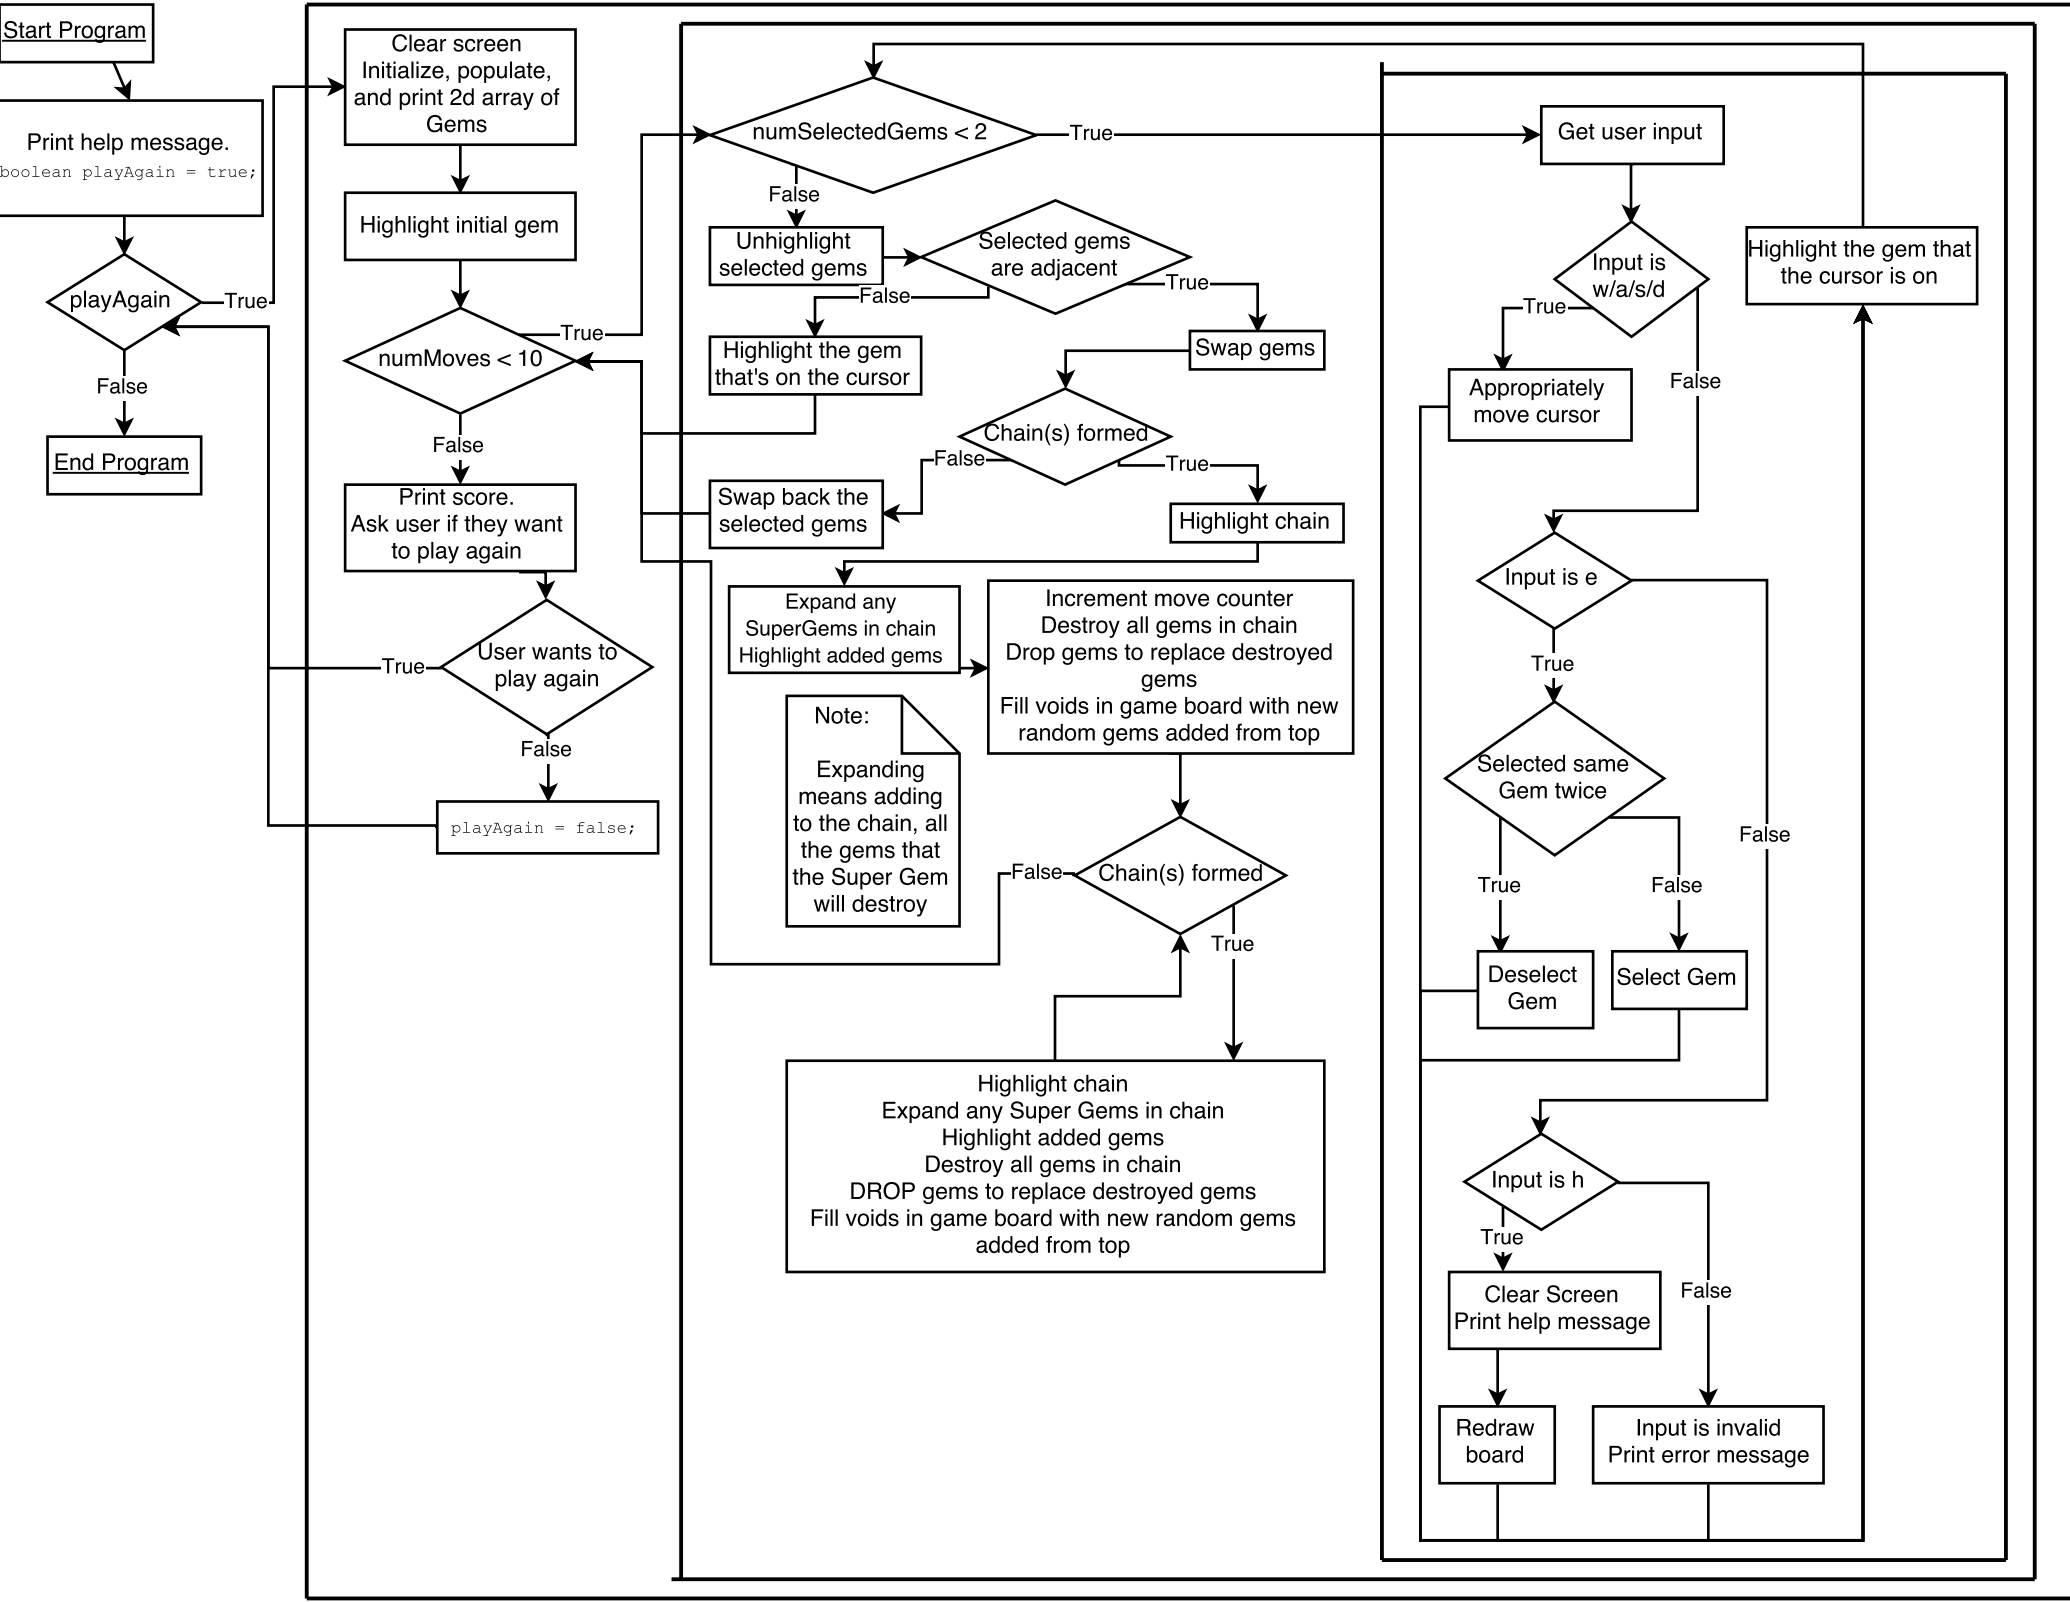 Start Program
Print help message.
boolean playAgain = true;
playAgain
True
False
End Program
Clear screen
Initialize, populate,
and print 2d array of
Gems
Highlight initial gem
numMoves < 10
True
False
Print score.
Ask user if they want
to play again
User wants to
play again
True
False
playAgain = false;
numSelectedGems < 2
True
False
Unhighlight
selected gems
Selected gems
are adjacent
False
True
Highlight the gem
that's on the cursor
Swap gems
Chain(s) formed
False
True
Swap back the
selected gems
Highlight chain
Expand any
SuperGems in chain
Highlight added gems
Increment move counter
Destroy all gems in chain
Drop gems to replace destroyed
gems
Fill voids in game board with new
random gems added from top
Note:
Expanding
means adding
to the chain, all
the gems that
the Super Gem
will destroy
Chain(s) formed
False
True
Highlight chain
Expand any Super Gems in chain
Highlight added gems
Destroy all gems in chain
DROP gems to replace destroyed gems
Fill voids in game board with new random gems
added from top
Get user input
Input is
w/a/s/d
True
False
Appropriately
move cursor
Highlight the gem that
the cursor is on
Input is e
True
False
Selected same
Gem twice
True
False
Deselect
Gem
Select Gem
Input is h
True
False
Clear Screen
Print help message
Redraw
board
Input is invalid
Print error message